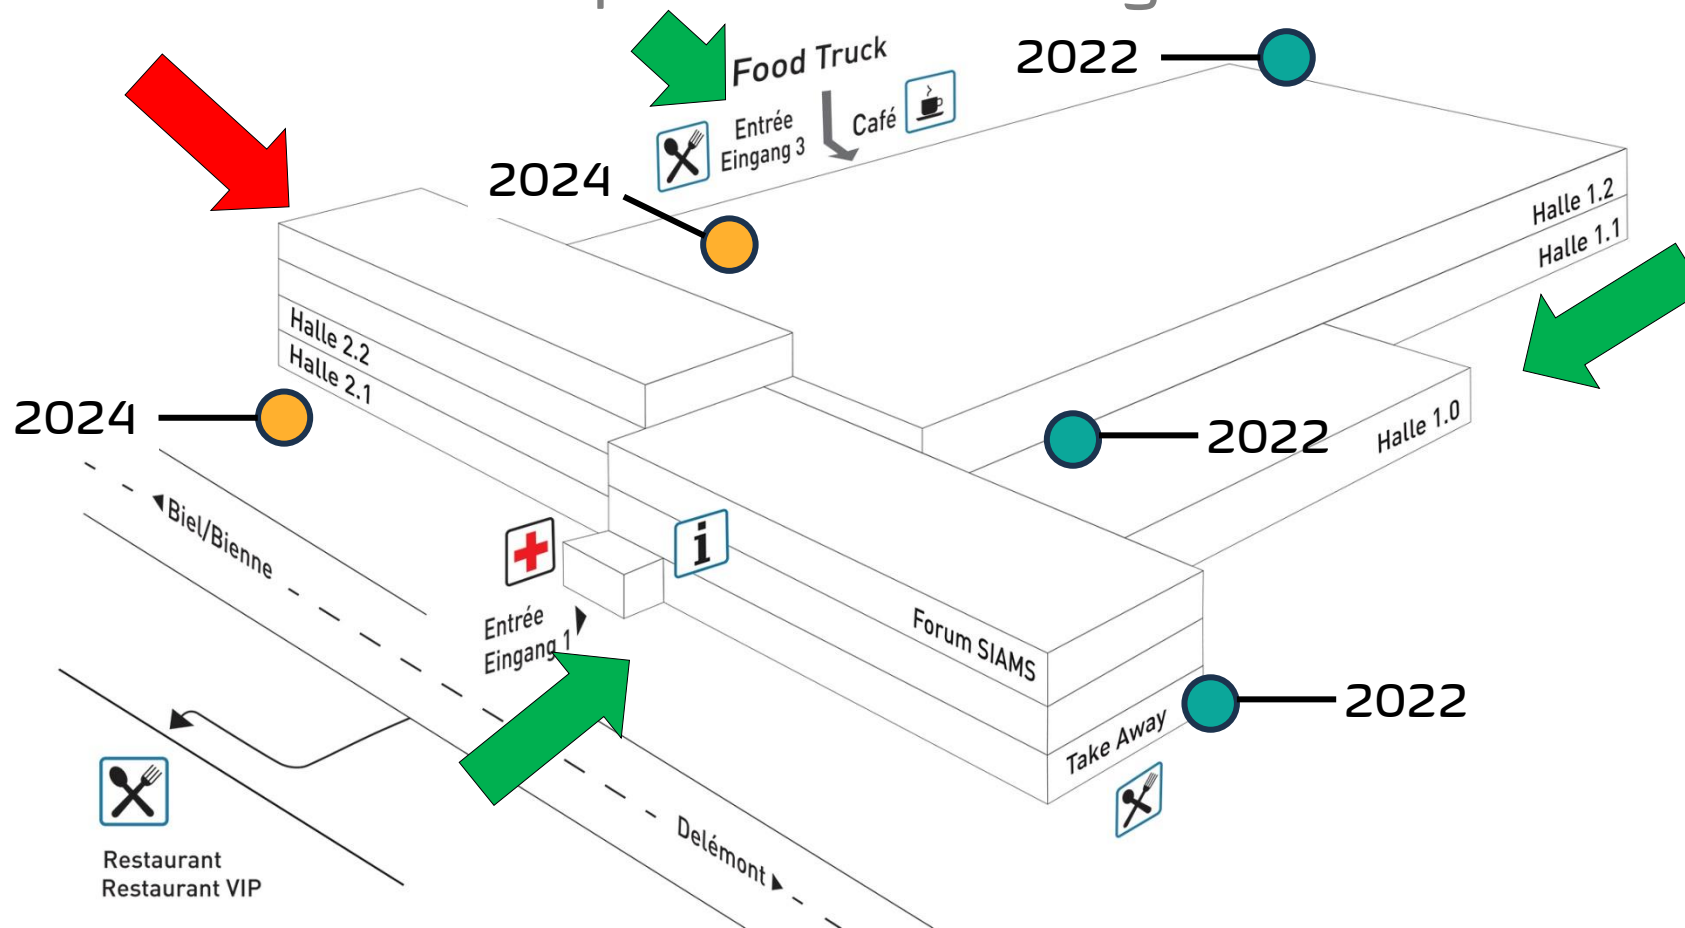 Food Truck
2022
Entrée
Eingang 3
Café
2024
Halle 1.2
Halle 1.1
Halle 2.2
Halle 2.1
2024
2022
Halle 1.0
Biel/Bienne
i
Entrée
Eingang 1
Forum SIAMS
2022
Take Away
Delémont
Restaurant
Restaurant VIP